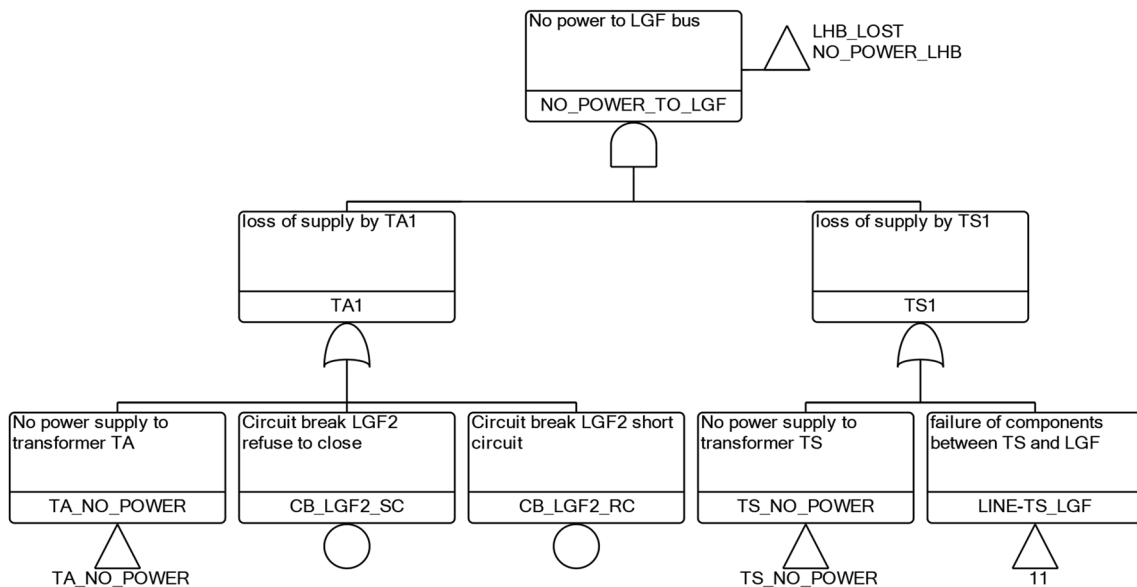 No power to LGF bus
NO_POWER_TO_LGF
LHB_LOST
NO_POWER_LHB
loss of supply by TA1
TA1
loss of supply by TS1
TS1
No power supply to
transformer TA
TA_NO_POWER
TA_NO_POWER
Circuit break LGF2
refuse to close
CB_LGF2_SC
Circuit break LGF2 short
circuit
CB_LGF2_RC
No power supply to
transformer TS
TS_NO_POWER
TS_NO_POWER
failure of components
between TS and LGF
LINE-TS_LGF
11